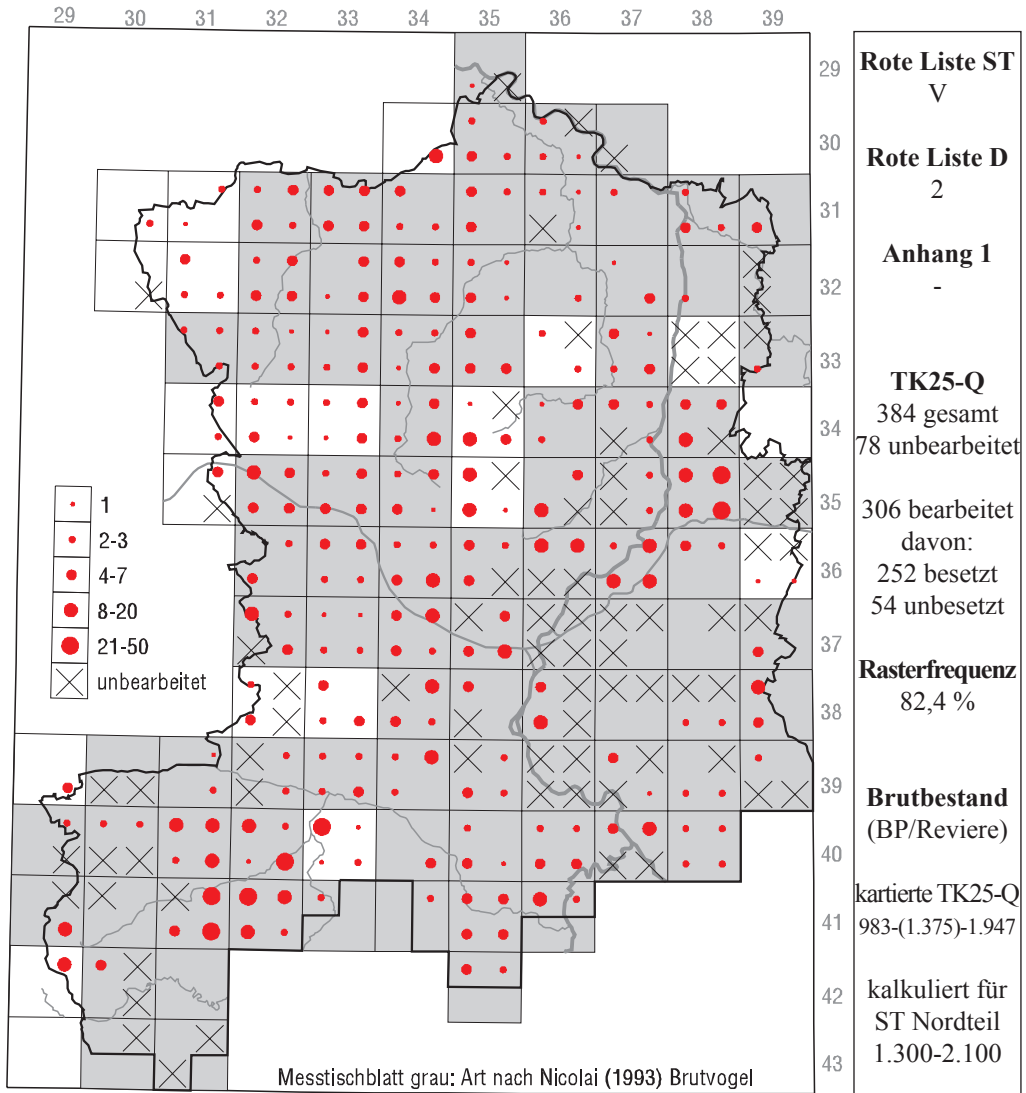 29 30 31 32 33 34 35 36 37 38 39
29
30
31
32
33
34
35
36
37
38
39
40
41
42
43
1
2-3
4-7
8-20
21-50
unbearbeitet
Messtischblatt grau: Art nach Nicolai (1993) Brutvogel
Rote Liste ST
V
Rote Liste D
2
Anhang 1
-
TK25-Q
384 gesamt
78 unbearbeitet
306 bearbeitet
davon:
252 besetzt
54 unbesetzt
Rasterfrequenz
82,4 %
Brutbestand
(BP/Reviere)
kartierte TK25-Q
983-(1.375)-1.947
kalkuliert für
ST Nordteil
1.300-2.100